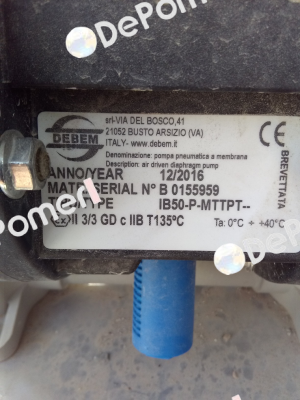 DePomer
DEBEM
srl-VIA DEL BOSCO,41
21052 BUSTO ARSIZIO (VA)
ITALY- www.debem.it
Denominazione: pompa pneumatica a membrana
Description: air driven diaphragm pump
ANNO/YEAR 12/2016
SERIAL N° B 0155959
IB50-P-MTTPT--
II 3/3 GD c IIB T135°C Ta: 0°C ÷ +40°C
CE
BREVETTATA